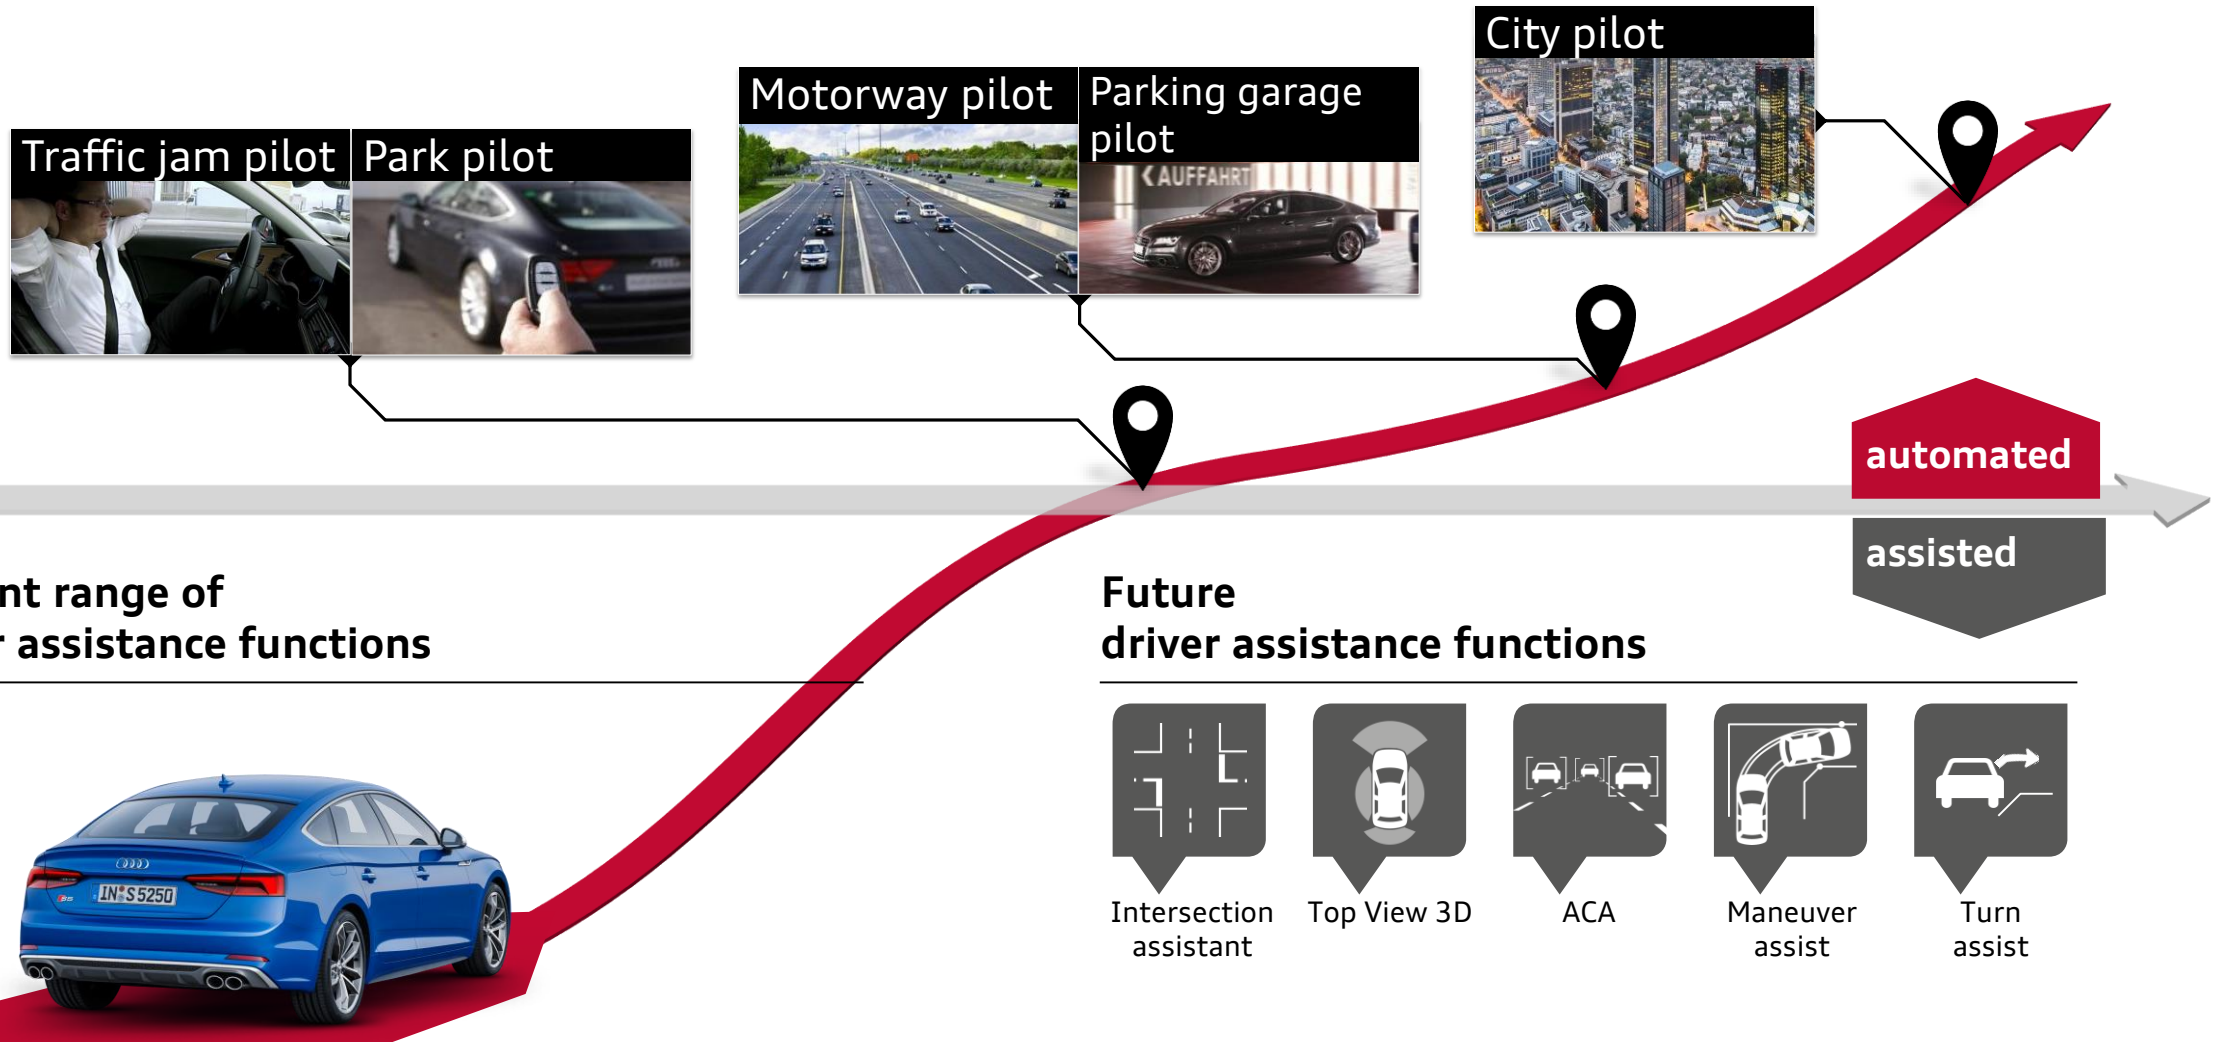 City pilot
Motorway pilot
Parking garage
pilot
Traffic jam pilot
Park pilot
AUFFAHRT
automated
assisted
nt range of
r assistance functions
Future
driver assistance functions
IN S 5250
S5
Intersection
assistant
Top View 3D
ACA
Maneuver
assist
Turn
assist